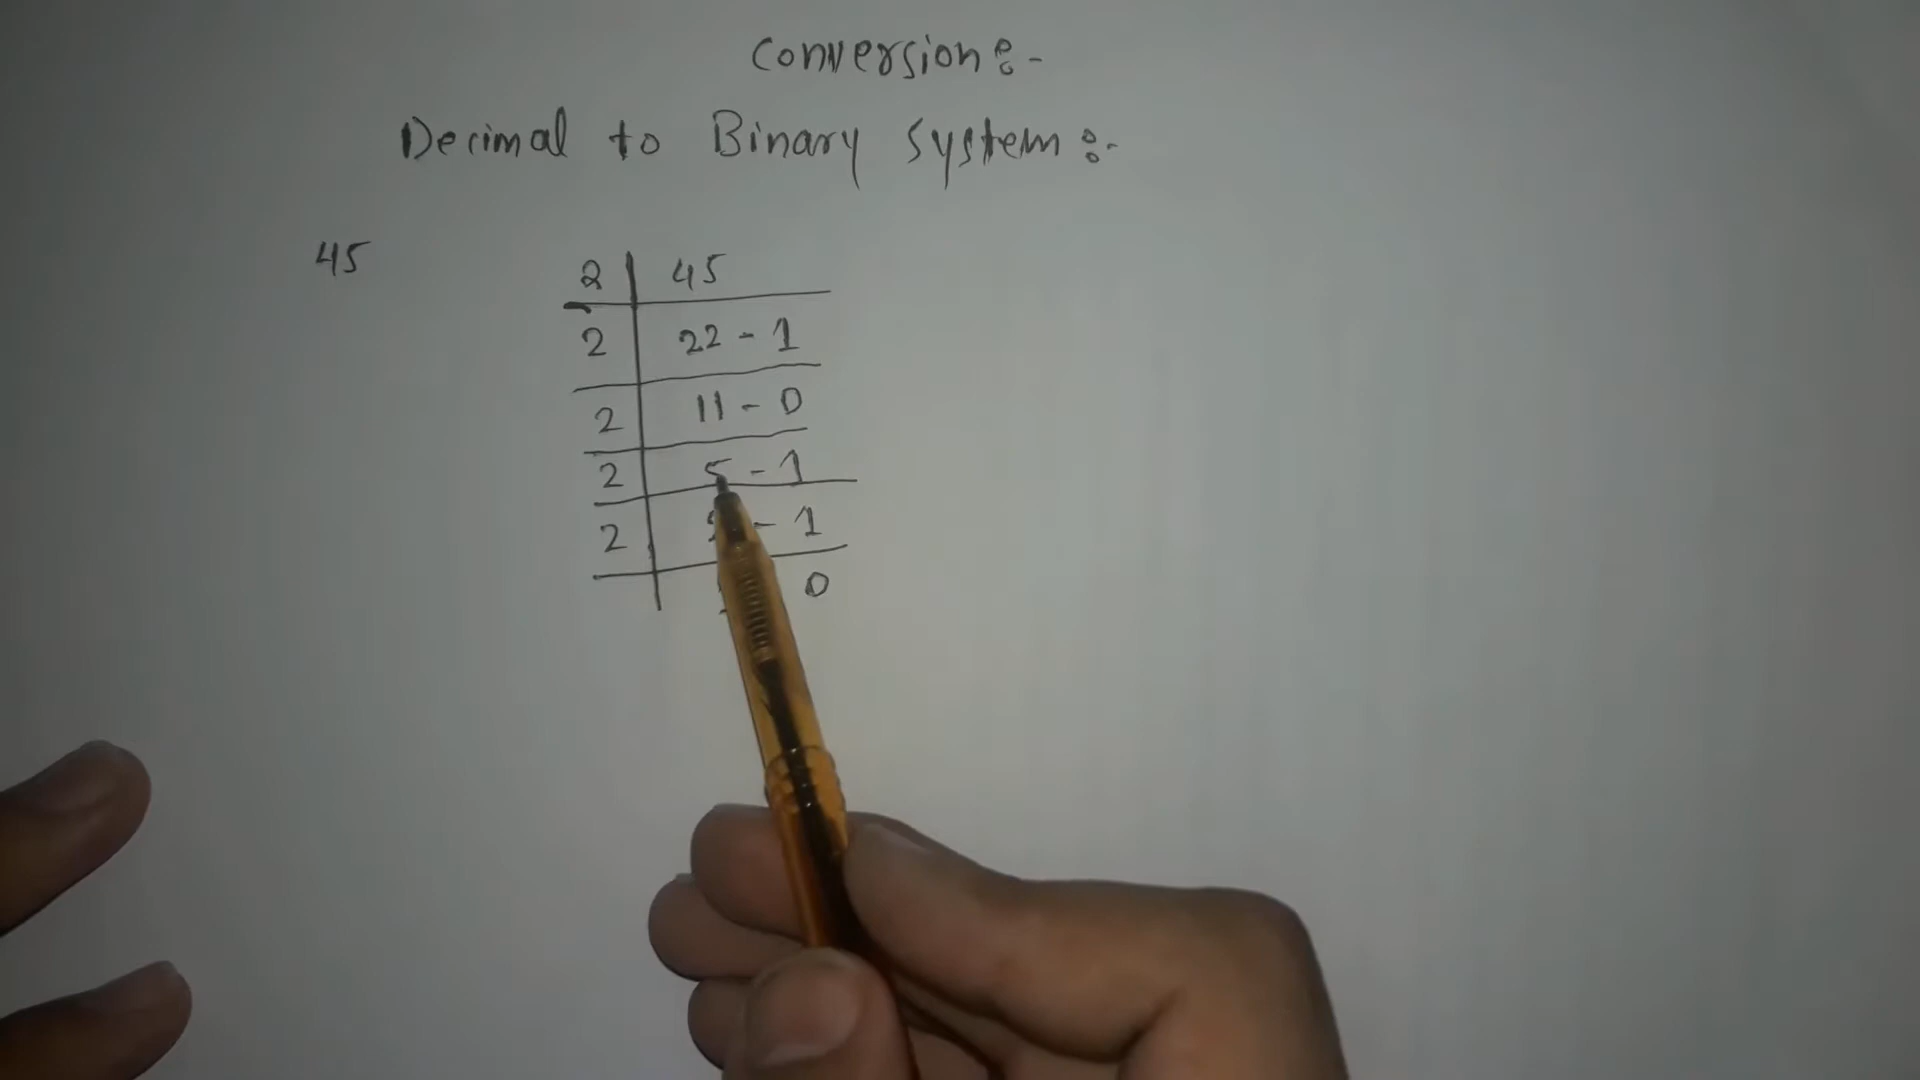 Conversion:-
Decimal to Binary System:-
45
2 | 45
2 | 22 - 1
2 | 11 - 0
2 | 5 - 1
2 | - 1
0